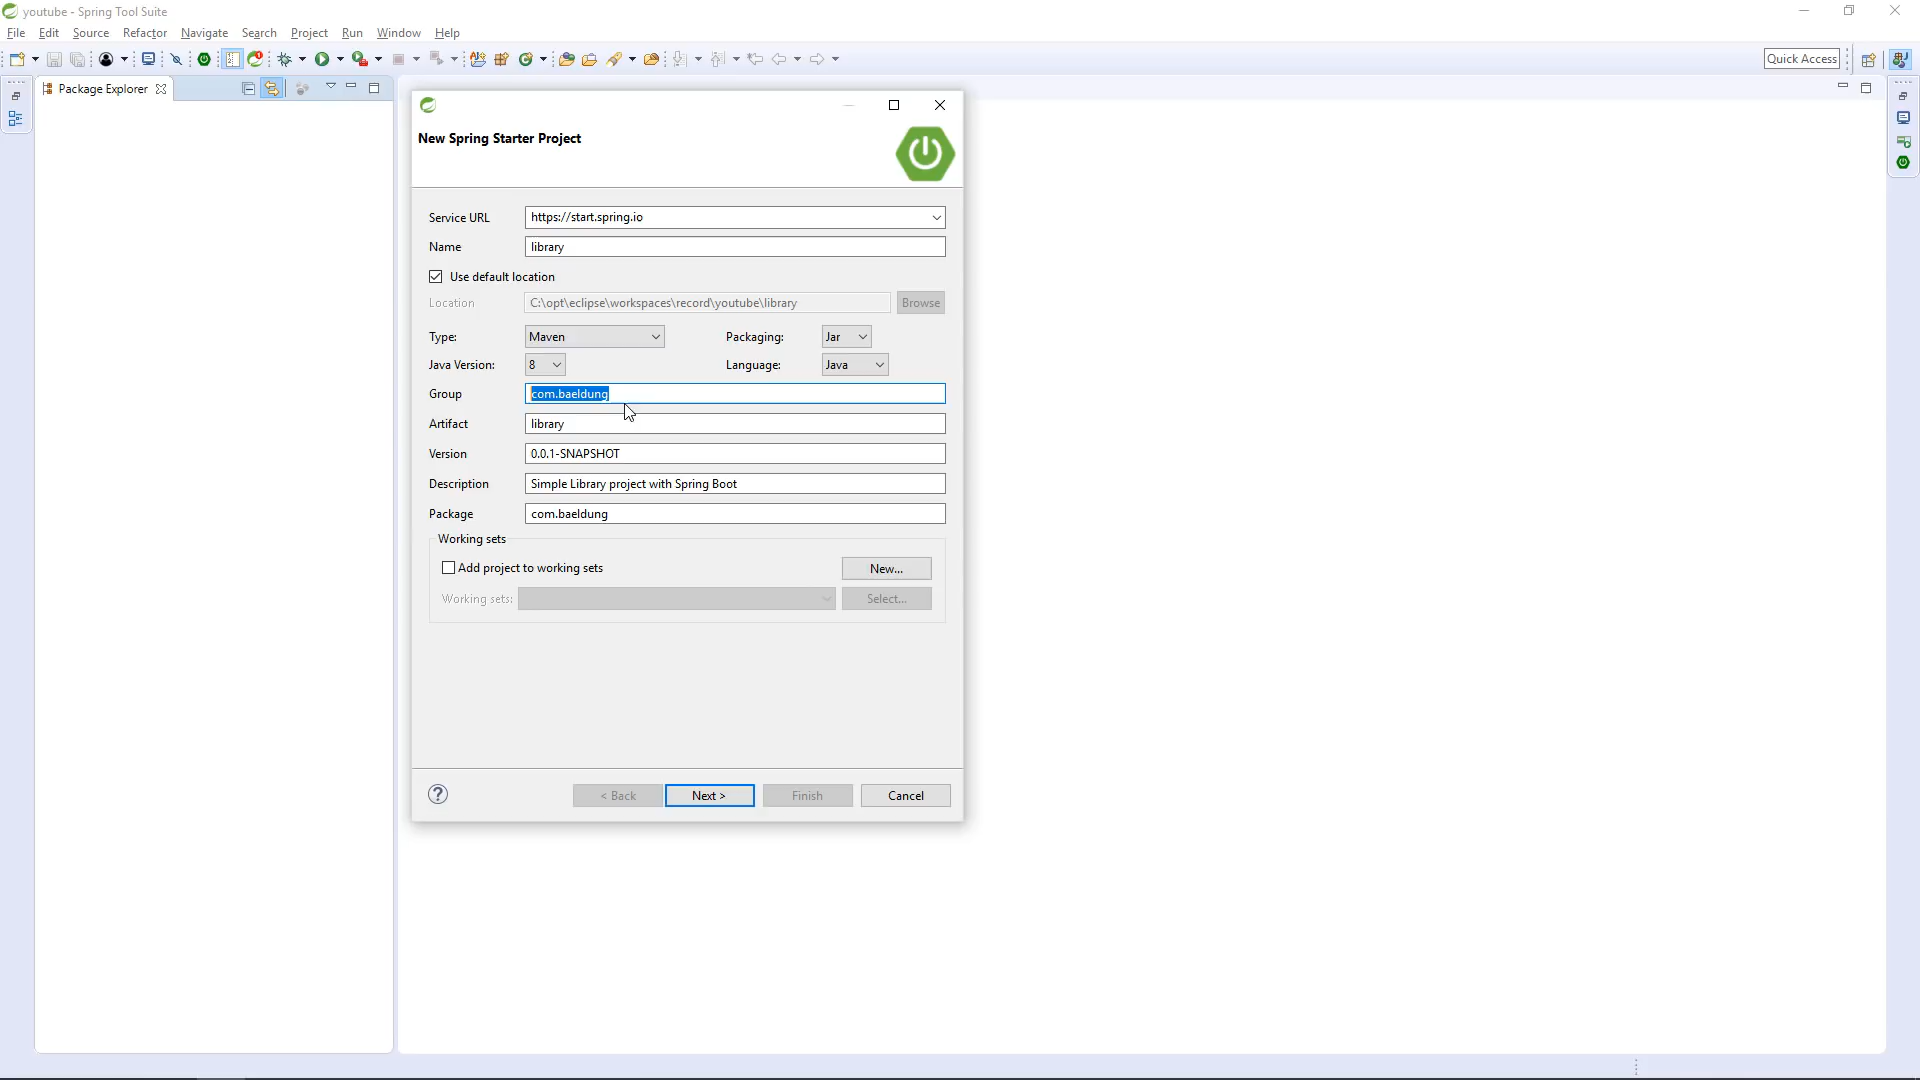 youtube - Spring Tool Suite
File Edit Source Refactor Navigate Search Project Run Window Help
Quick Access
Package Explorer
New Spring Starter Project
Service URL https://start.spring.io
Name library
Use default location
Location C:\opt\eclipse\workspaces\record\youtube\library Browse
Type: Maven Packaging: Jar
Java Version: 8 Language: Java
Group com.baeldung
Artifact library
Version 0.0.1-SNAPSHOT
Description Simple Library project with Spring Boot
Package com.baeldung
Working sets
Add project to working sets New...
Working sets: Select...
? < Back Next > Finish Cancel